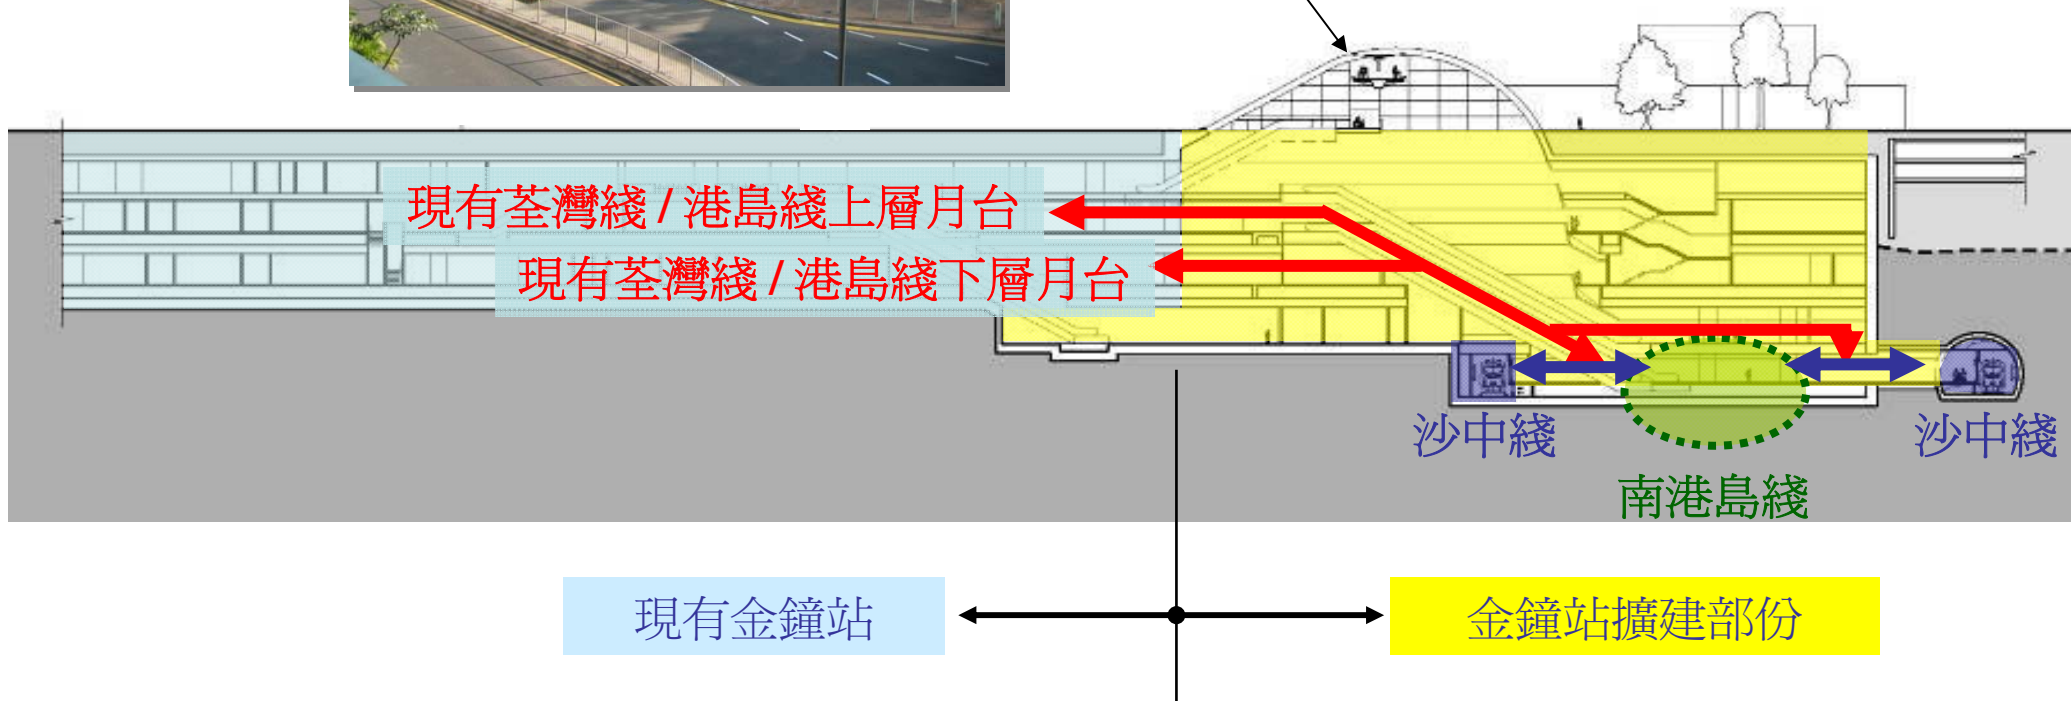 現有荃灣綫 / 港島綫上層月台
現有荃灣綫 / 港島綫下層月台
沙中綫
沙中綫
南港島綫
現有金鐘站
金鐘站擴建部份